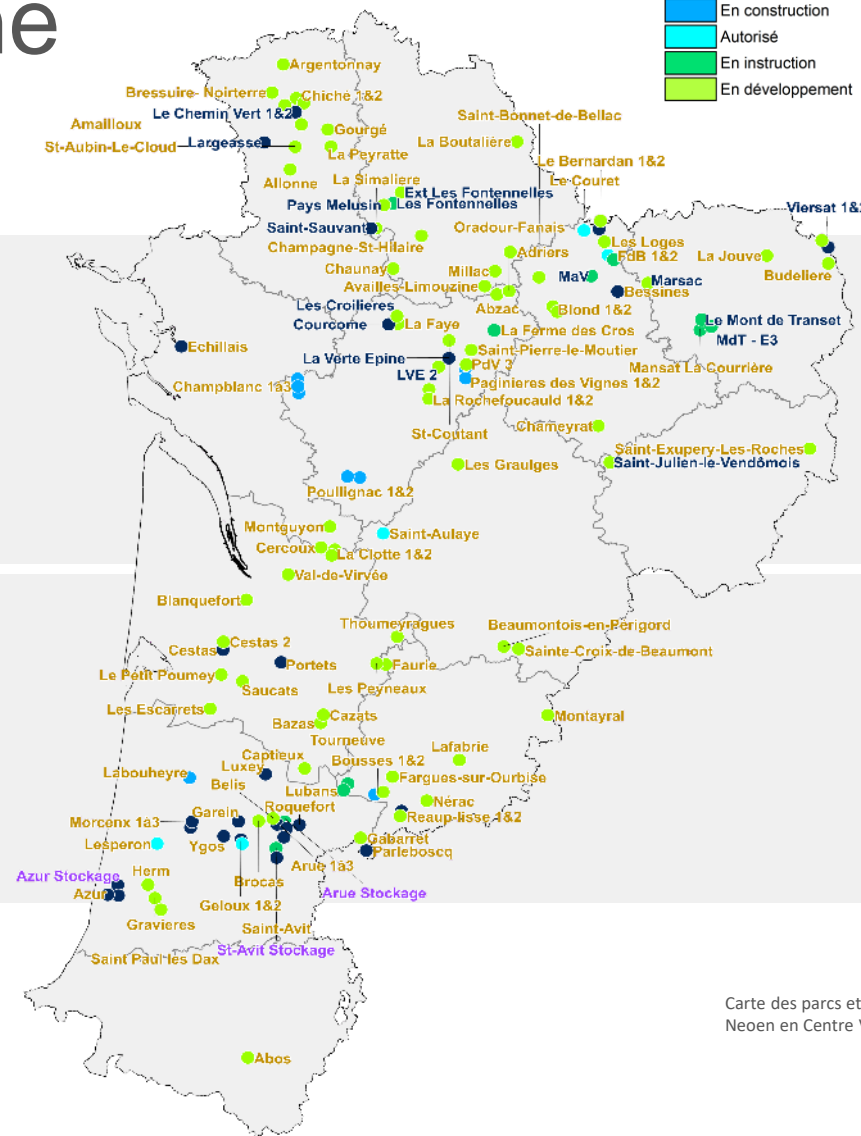 ne
En construction
Autorisé
En instruction
En développement
Argentonnay
Bressuire- Noirterre
Chiché 1&2
Le Chemin Vert 1&2
Amailloux
Gourgé
Saint-Bonnet-de-Bellac
St-Aubin-Le-Cloud
Largeasse
La Peyratte
La Boutalière
Le Bernardan 1&2
Allonne
La Simaliere
Le Couret
Ext Les Fontennelles
Pays Melusin
Les Fontennelles
Viersat 1&2
Saint-Sauvant
Oradour-Fanais
Champagne-St-Hilaire
Les Loges
Adriers
FdB 1&2
La Jouve
Chaunay
Millac
MaV
Marsac
Budeliere
Availles-Limouzine
Bessines
Les Croilières
Abzac
Blond 1&2
Courcome
La Faye
La Ferme des Cros
Le Mont de Transet
MdT - E3
Echillais
La Verte Epine
Saint-Pierre-le-Moutier
PdV 3
LVE 2
Mansat La Courrière
Champblanc 1a3
Paginieres des Vignes 1&2
La Rochefoucauld 1&2
St-Coutant
Chameyrat
Saint-Exupery-Les-Roches
Les Graulges
Saint-Julien-le-Vendômois
Poullignac 1&2
Montguyon
Saint-Aulaye
Cercoux
La Clotte 1&2
Val-de-Virvée
Blanquefort
Thoumeyragues
Beaumontois-en-Périgord
Cestas 2
Cestas
Sainte-Croix-de-Beaumont
Portets
Faurie
Le Petit Poumey
Saucats
Les Peyneaux
Les Escarrets
Cazats
Montayral
Bazas
Tourneuve
Lafabrie
Captieux
Bousses 1&2
Labouheyre
Luxey
Fargues-sur-Ourbise
Belis
Lubans
Roquefort
Nérac
Garein
Reaup-lisse 1&2
Morcenx 1a3
Gabarret
Lesperon
Ygos
Parleboscq
Arue 1a3
Herm
Azur Stockage
Brocas
Arue Stockage
Azur
Geloux 1&2
Gravieres
Saint-Avit
St-Avit Stockage
Saint Paul les Dax
Carte des parcs et
Neoen en Centre
Abos